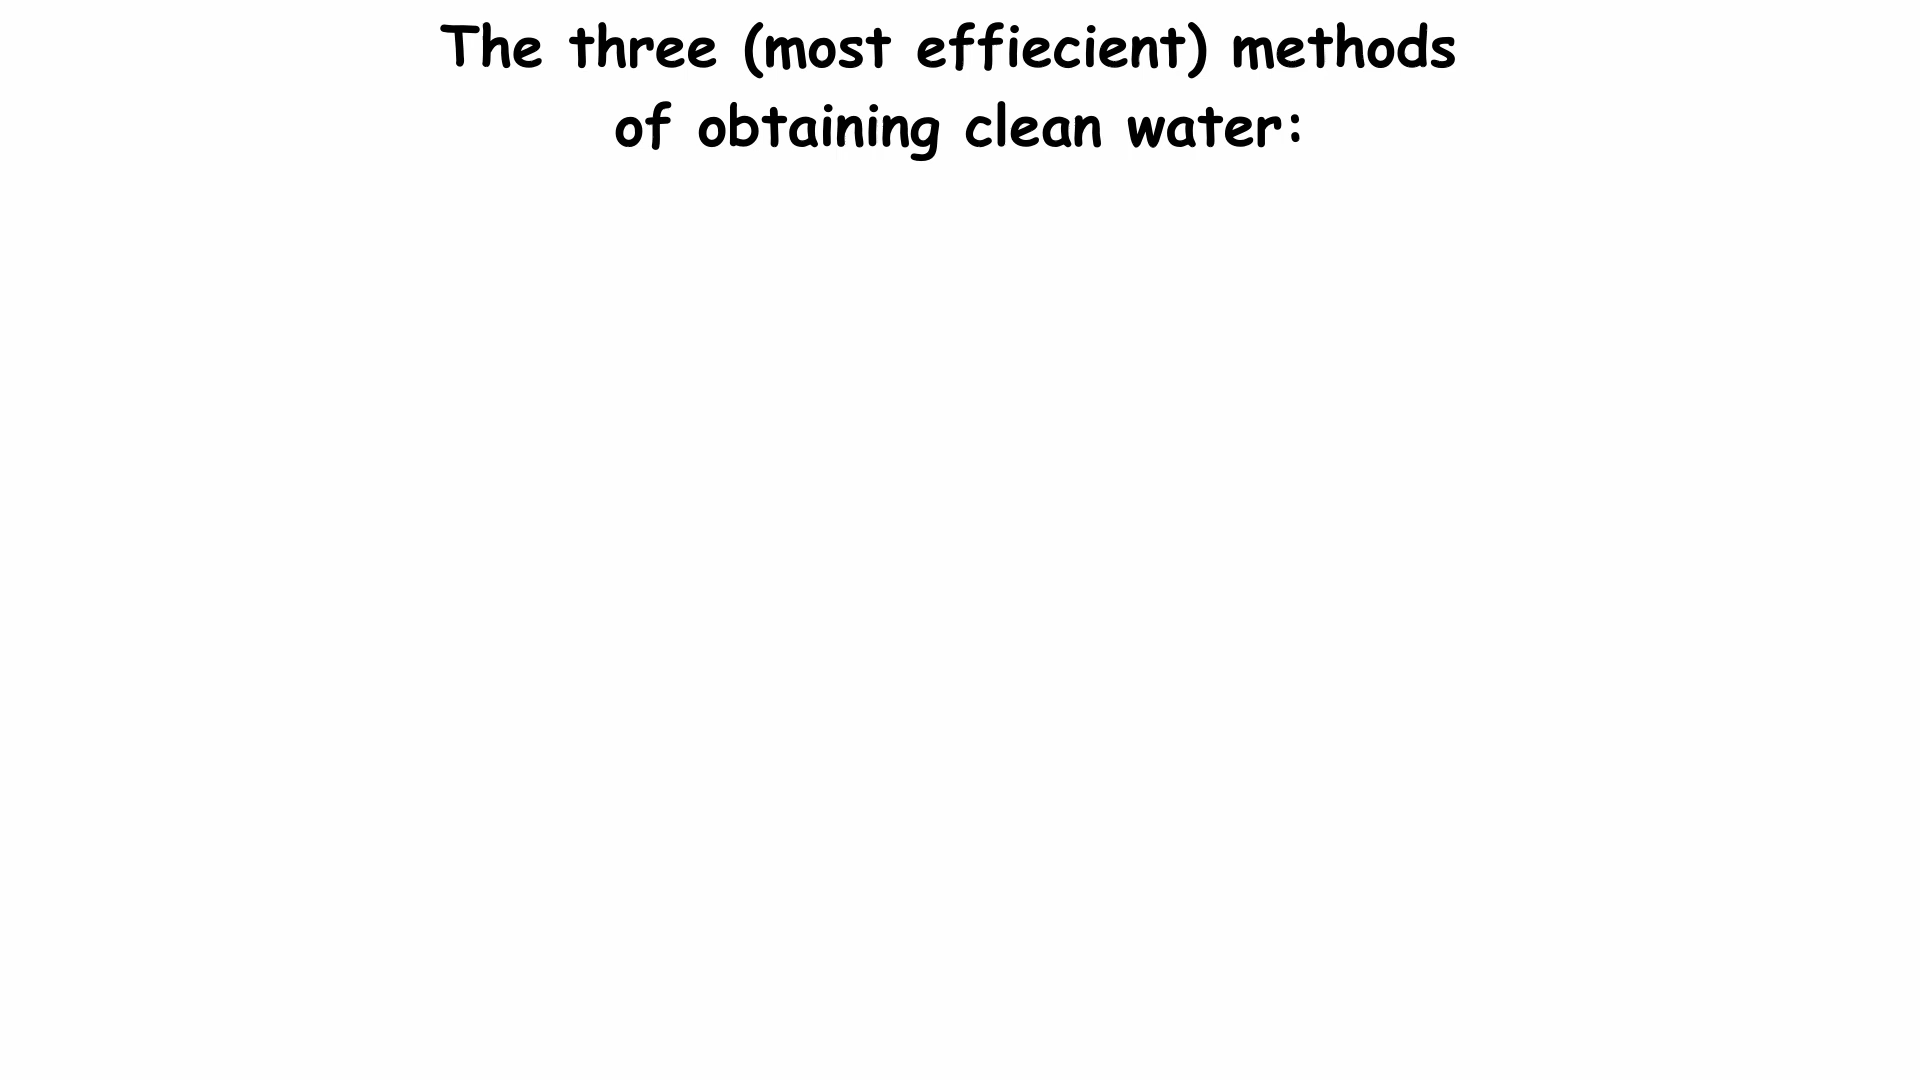 The three (most effiecient) methods
of obtaining clean water: